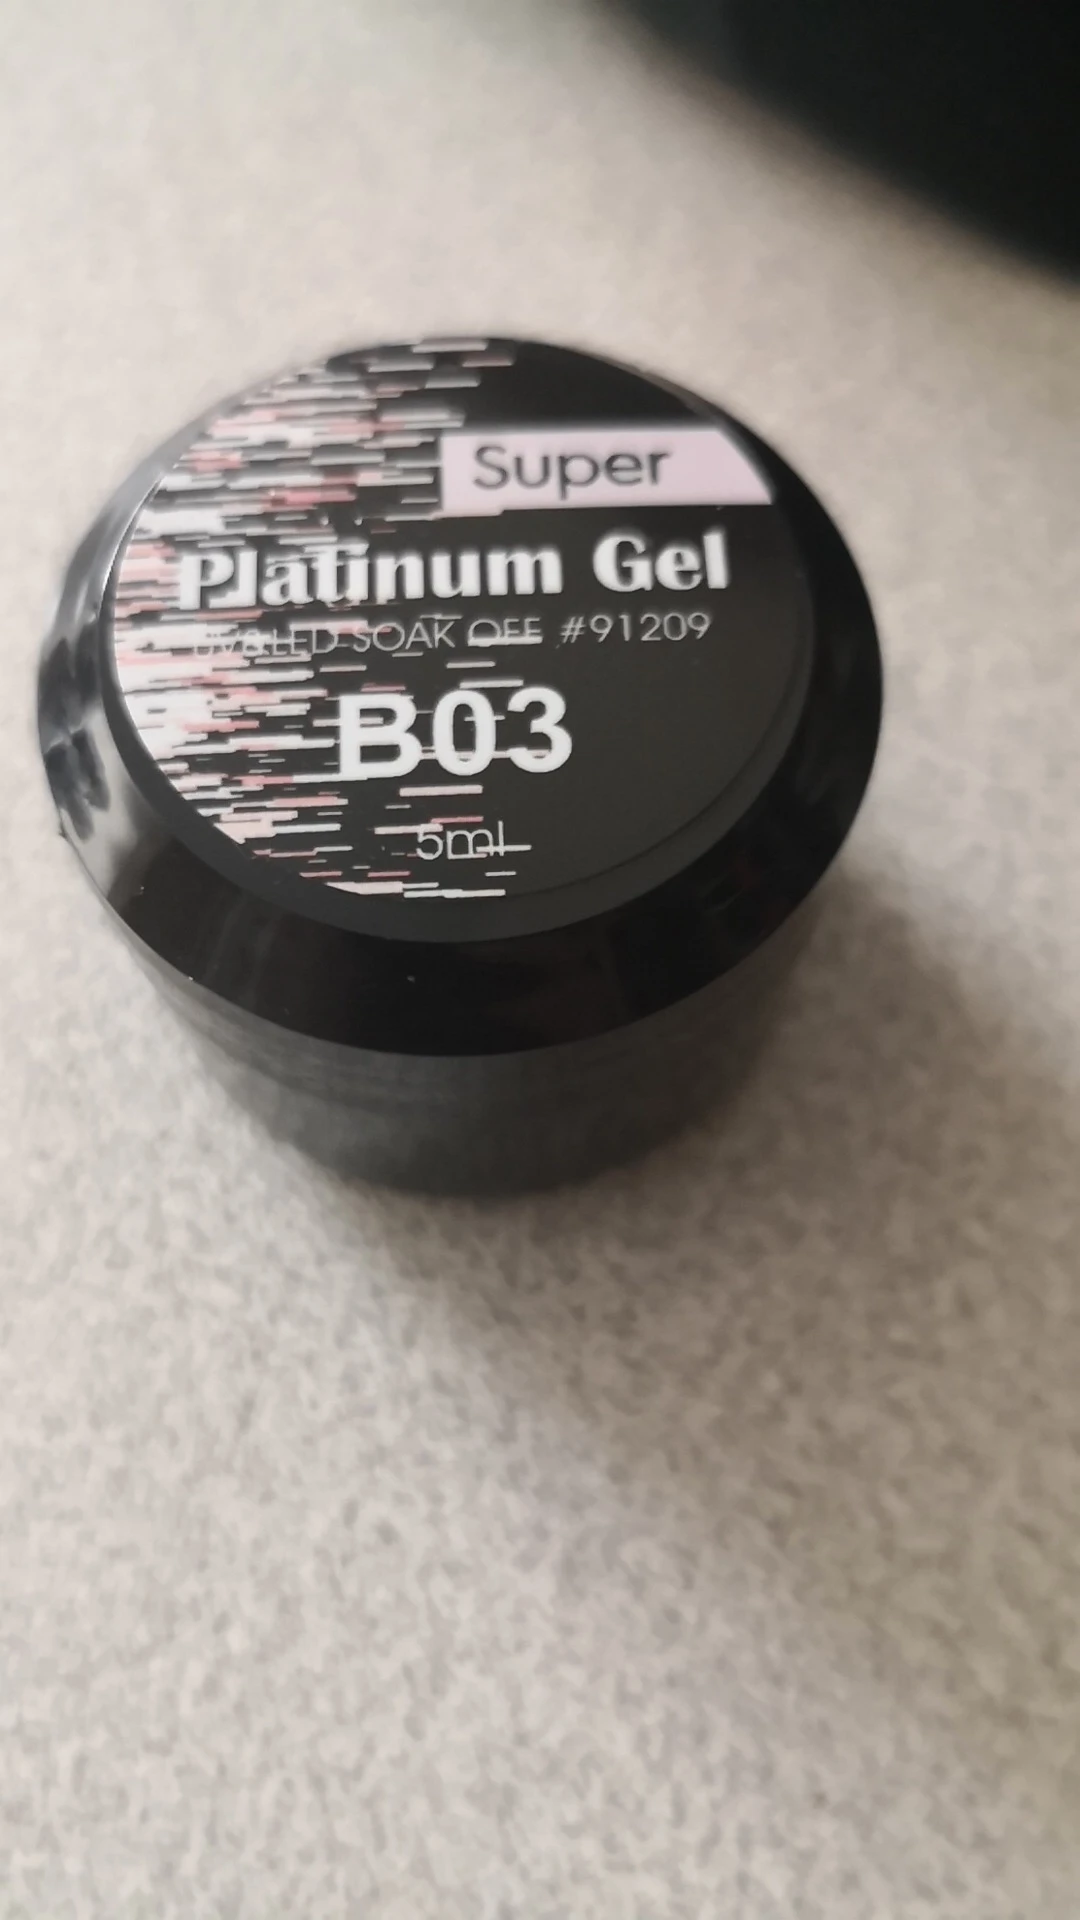 Super
Platinum Gel
UV&LED SOAK OFF #91209
B03
5ml